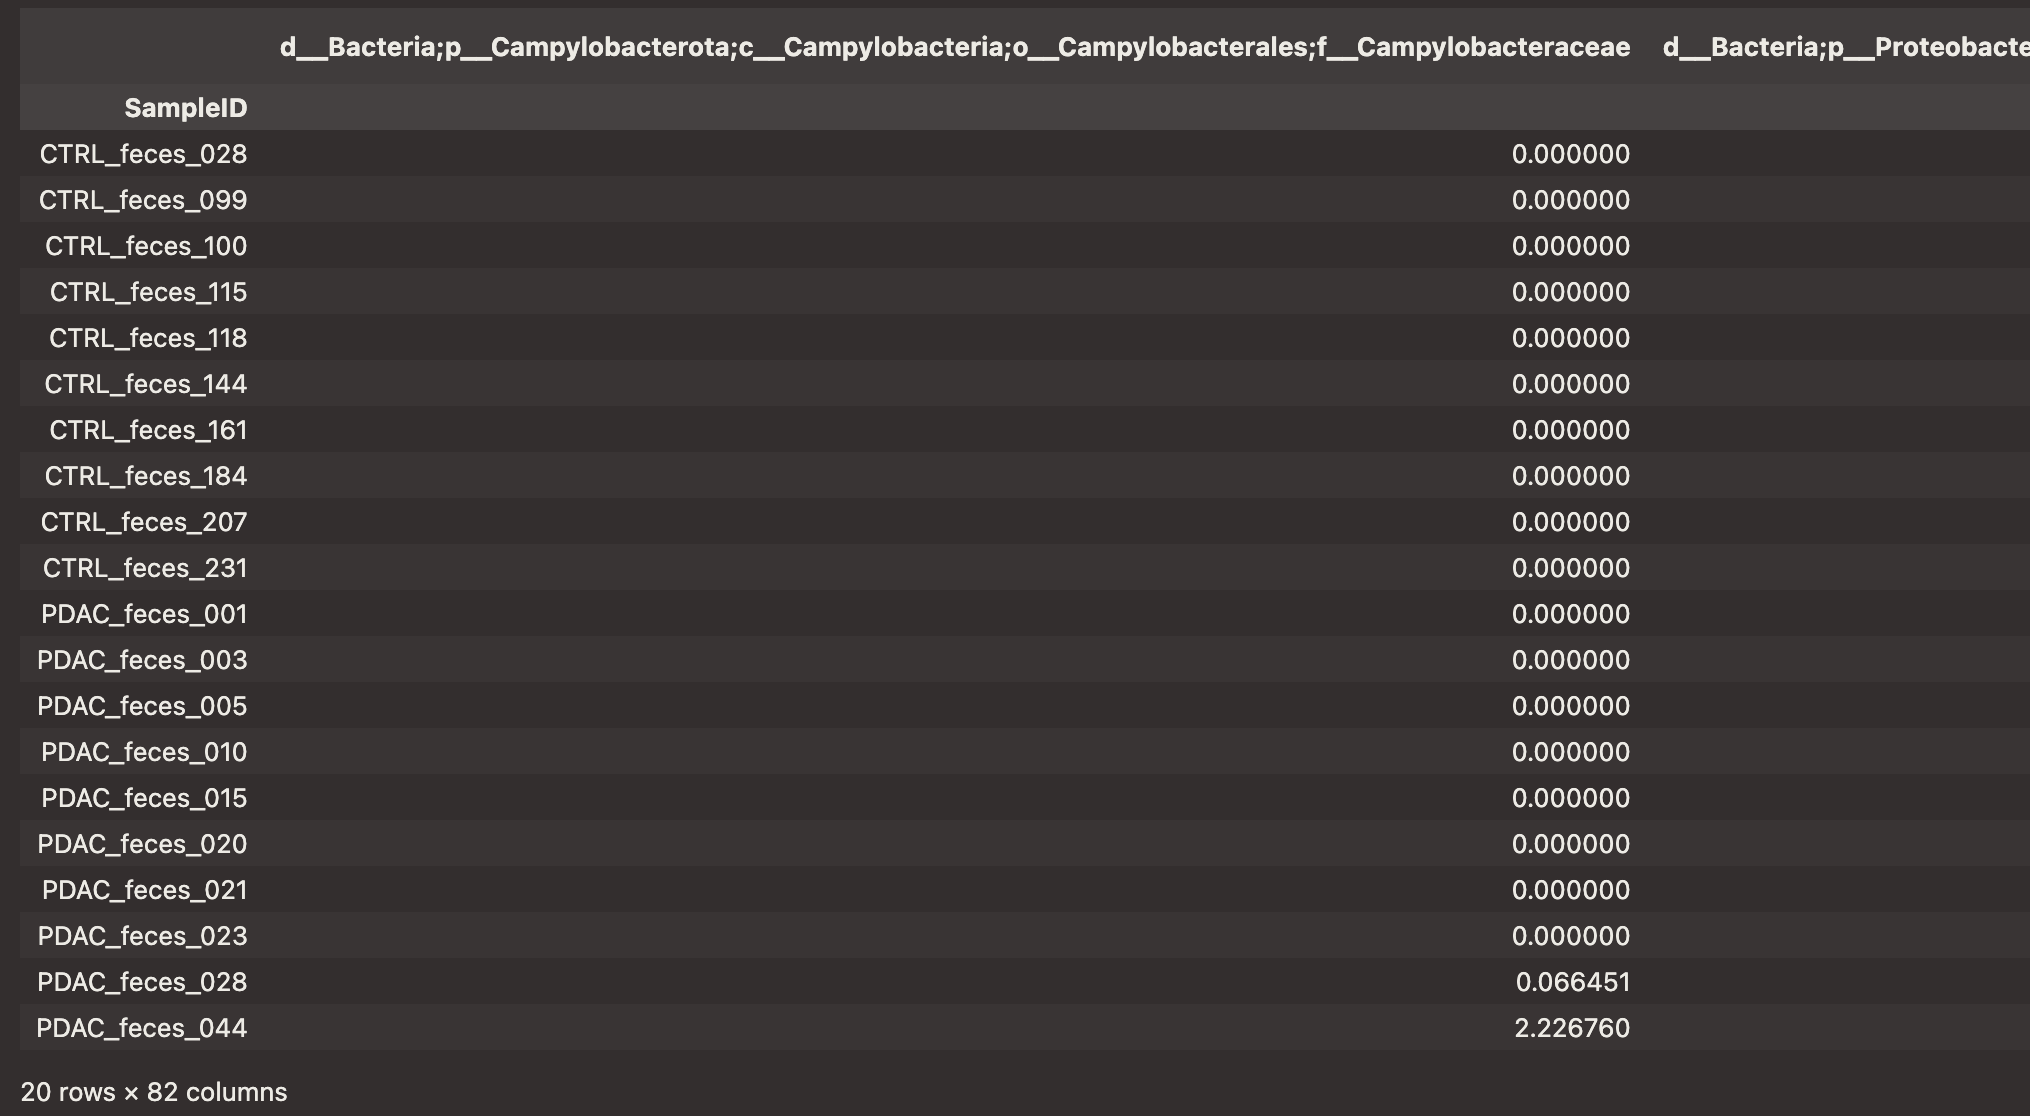 d__Bacteria;p__Campylobacterota;c__Campylobacteria;o__Campylobacterales;f__Campylobacteraceae d__Bacteria;p__Proteobacte
SampleID
CTRL_feces_028 0.000000
CTRL_feces_099 0.000000
CTRL_feces_100 0.000000
CTRL_feces_115 0.000000
CTRL_feces_118 0.000000
CTRL_feces_144 0.000000
CTRL_feces_161 0.000000
CTRL_feces_184 0.000000
CTRL_feces_207 0.000000
CTRL_feces_231 0.000000
PDAC_feces_001 0.000000
PDAC_feces_003 0.000000
PDAC_feces_005 0.000000
PDAC_feces_010 0.000000
PDAC_feces_015 0.000000
PDAC_feces_020 0.000000
PDAC_feces_021 0.000000
PDAC_feces_023 0.000000
PDAC_feces_028 0.066451
PDAC_feces_044 2.226760
20 rows × 82 columns